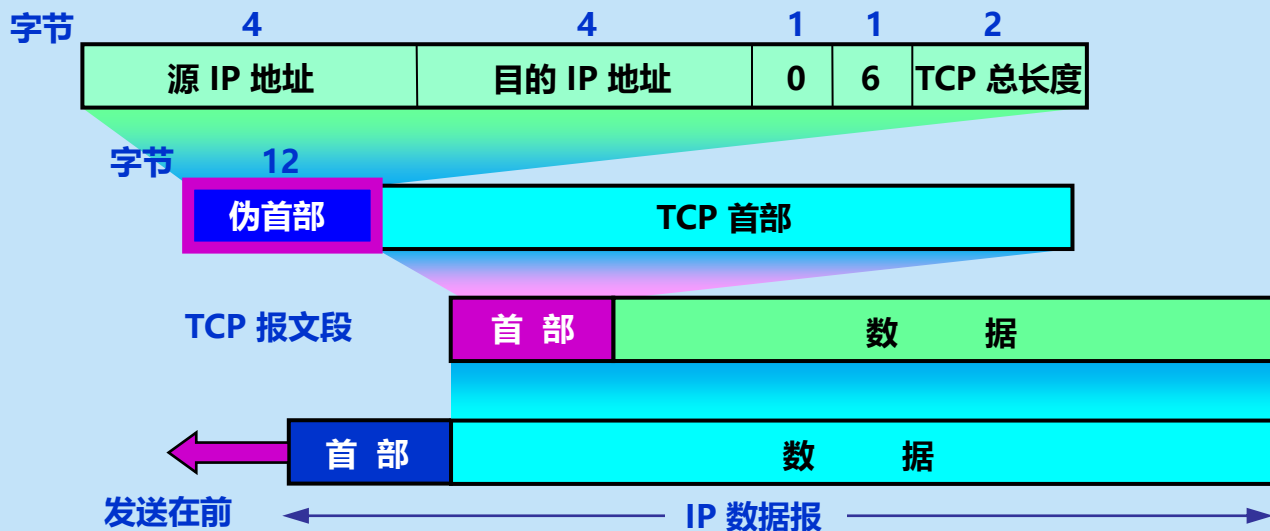 字节 4 4 1 1 2
源 IP 地址 目的 IP 地址 0 6 TCP 总长度
字节 12
伪首部 TCP 首部
TCP 报文段 首 部 数 据
首 部 数 据
发送在前 IP 数据报